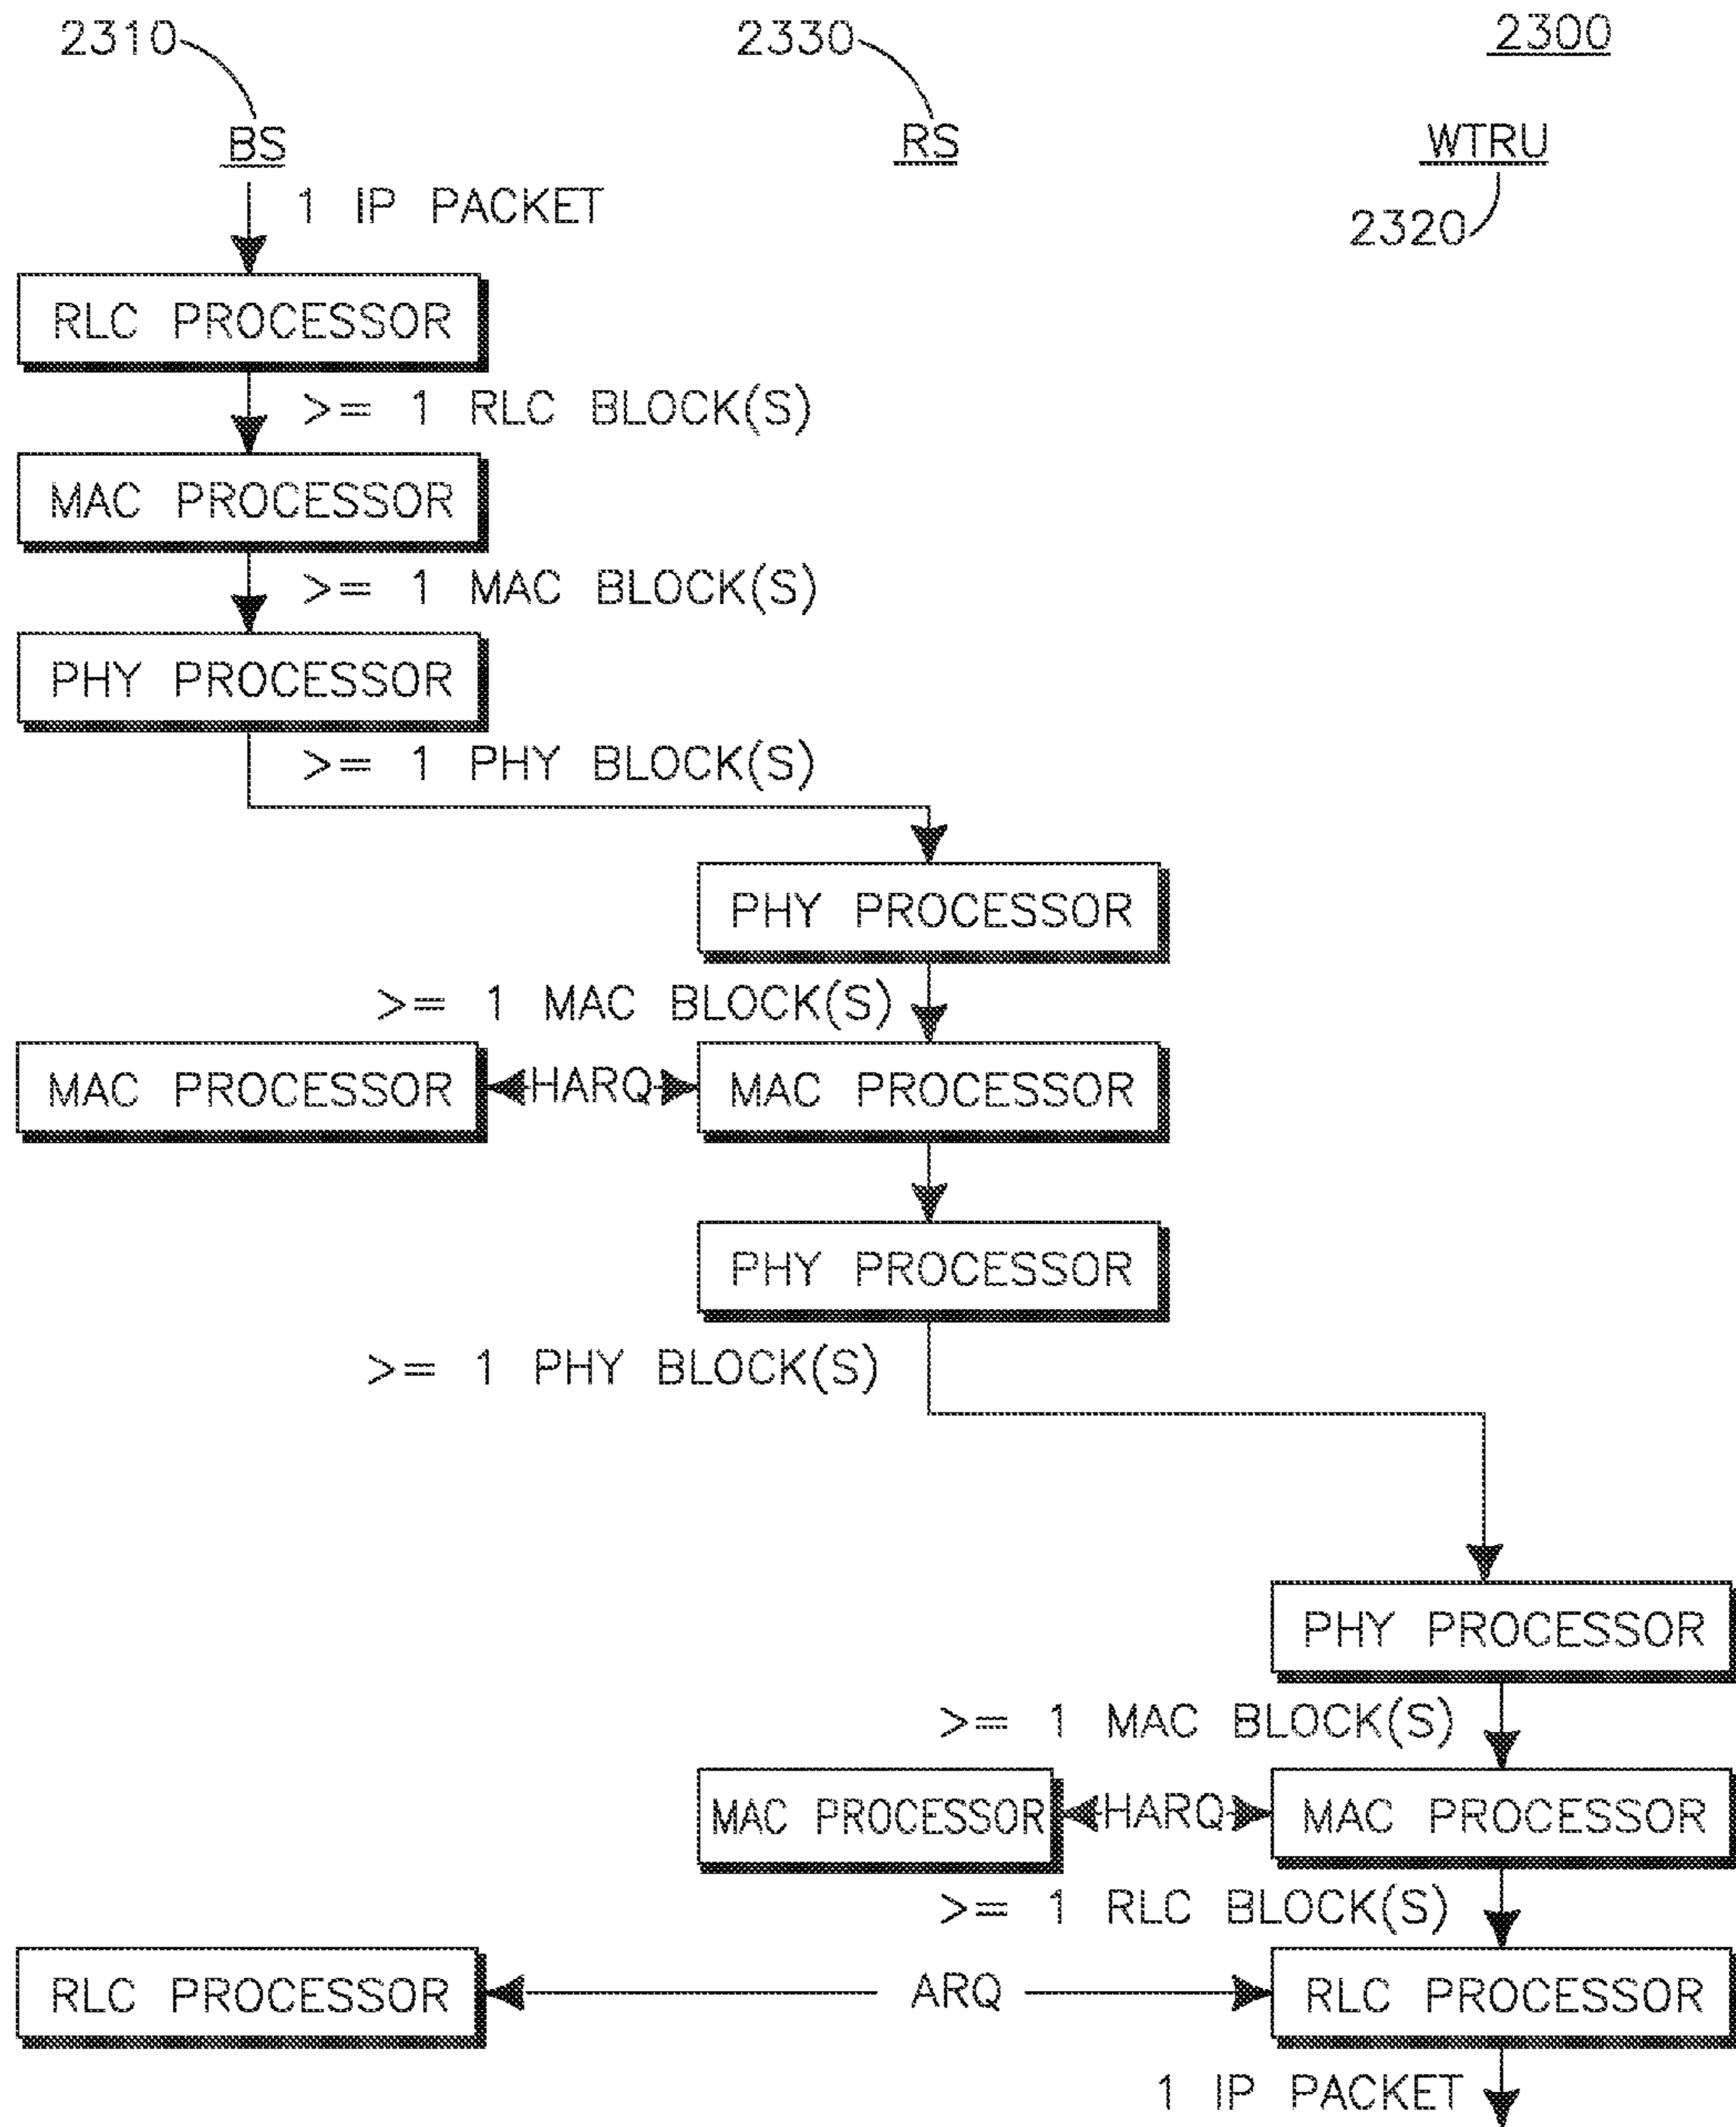 2310 2330 2300
BS RS WTRU
1 IP PACKET
2320
RLC PROCESSOR
>= 1 RLC BLOCK(S)
MAC PROCESSOR
>= 1 MAC BLOCK(S)
PHY PROCESSOR
>= 1 PHY BLOCK(S)
PHY PROCESSOR
>= 1 MAC BLOCK(S)
MAC PROCESSOR HARQ MAC PROCESSOR
PHY PROCESSOR
>= 1 PHY BLOCK(S)
PHY PROCESSOR
>= 1 MAC BLOCK(S)
MAC PROCESSOR HARQ MAC PROCESSOR
>= 1 RLC BLOCK(S)
RLC PROCESSOR ARQ RLC PROCESSOR
1 IP PACKET